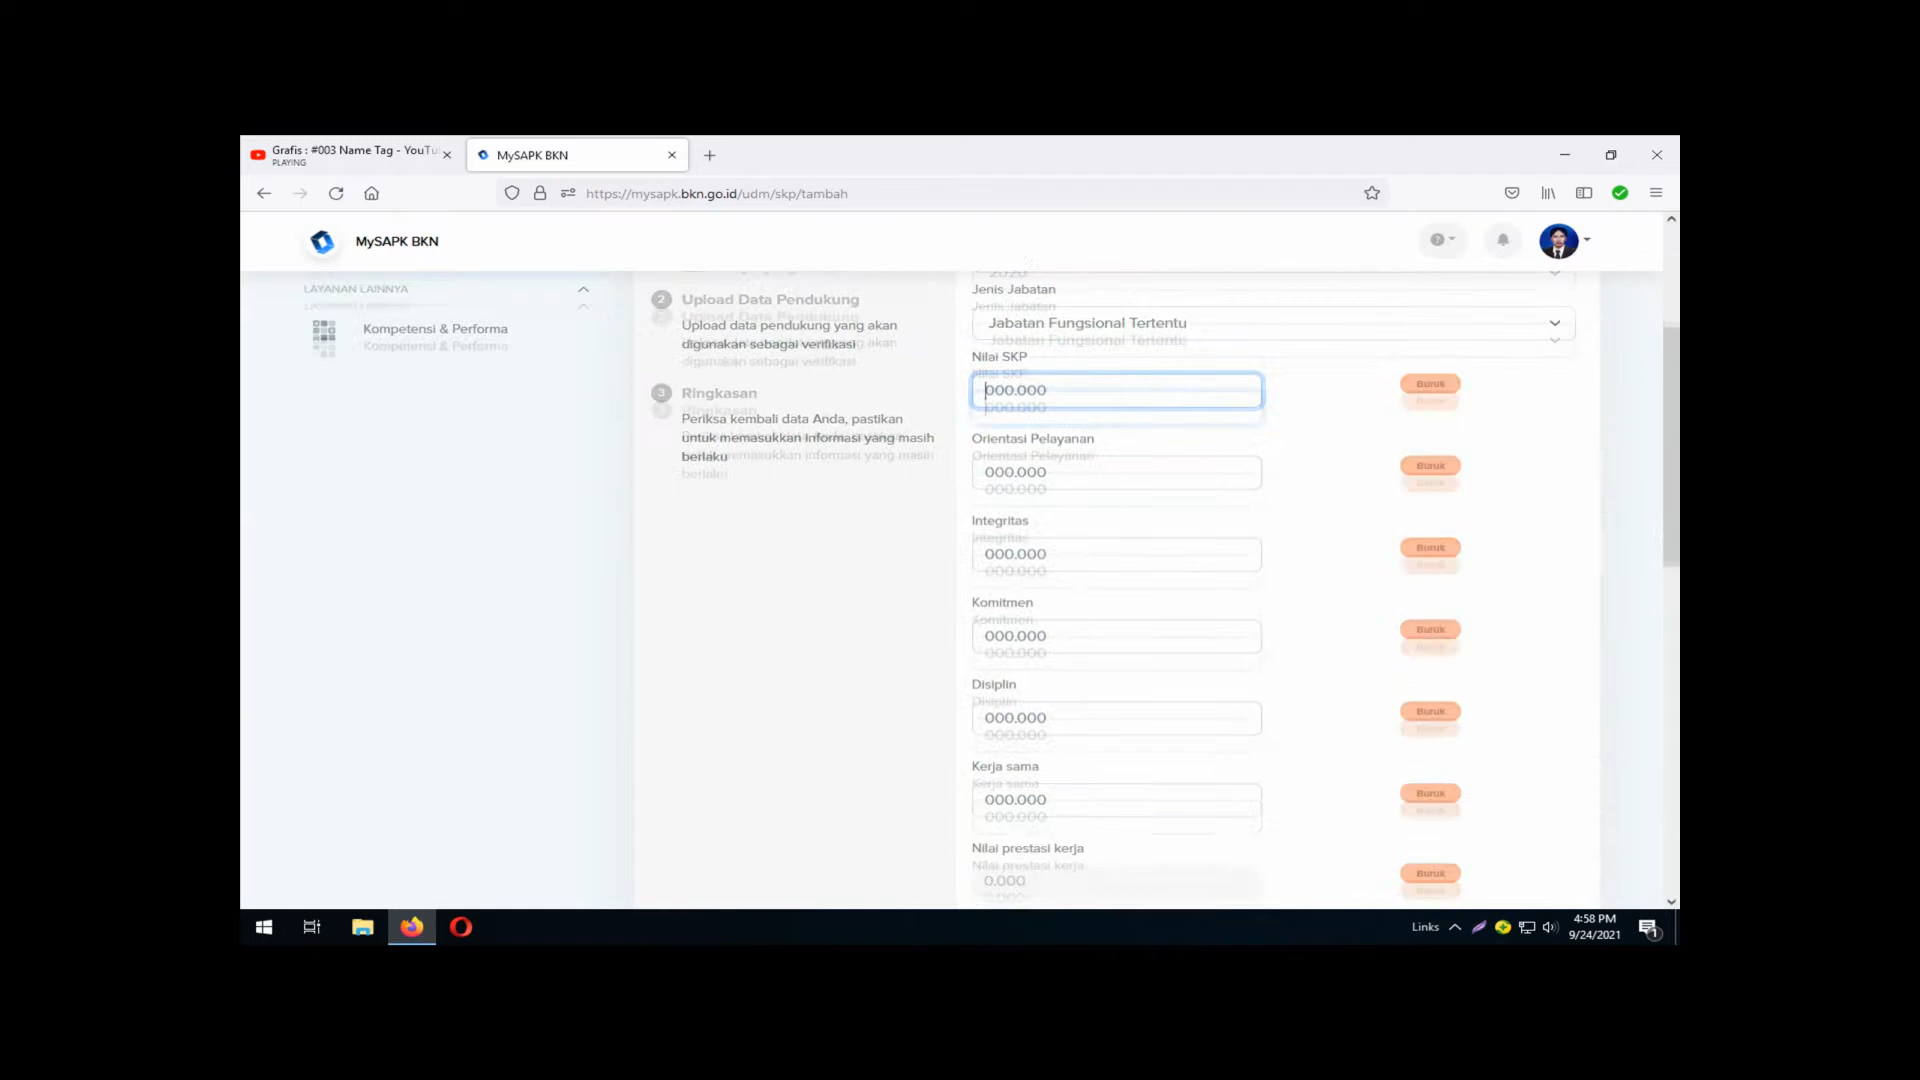 Grafis : #003 Name Tag - YouTu
PLAYING
MySAPK BKN
https://mysapk.bkn.go.id/udm/skp/tambah
MySAPK BKN
LAYANAN LAINNYA
Kompetensi & Performa
2 Upload Data Pendukung
Upload data pendukung yang akan
digunakan sebagai verifikasi
3 Ringkasan
Periksa kembali data Anda, pastikan
untuk memasukkan informasi yang masih
berlaku
2020
Jenis Jabatan
Jabatan Fungsional Tertentu
Nilai SKP
000.000 Buruk
Orientasi Pelayanan
000.000 Buruk
Integritas
000.000 Buruk
Komitmen
000.000 Buruk
Disiplin
000.000 Buruk
Kerja sama
000.000 Buruk
Nilai prestasi kerja
0.000 Buruk
Links
4:58 PM
9/24/2021
1